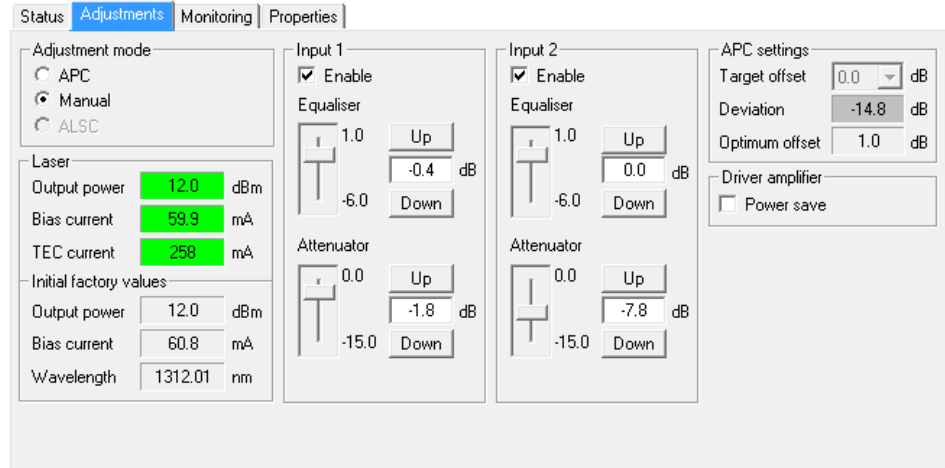 Status Adjustments Monitoring Properties
Adjustment mode
APC
Manual
ALSC
Laser
Output power 12.0 dBm
Bias current 59.9 mA
TEC current 258 mA
Initial factory values
Output power 12.0 dBm
Bias current 60.8 mA
Wavelength 1312.01 nm
Input 1
Enable
Equaliser
1.0 Up
-0.4 dB
-6.0 Down
Attenuator
0.0 Up
-1.8 dB
-15.0 Down
Input 2
Enable
Equaliser
1.0 Up
0.0 dB
-6.0 Down
Attenuator
0.0 Up
-7.8 dB
-15.0 Down
APC settings
Target offset 0.0 dB
Deviation -14.8 dB
Optimum offset 1.0 dB
Driver amplifier
Power save